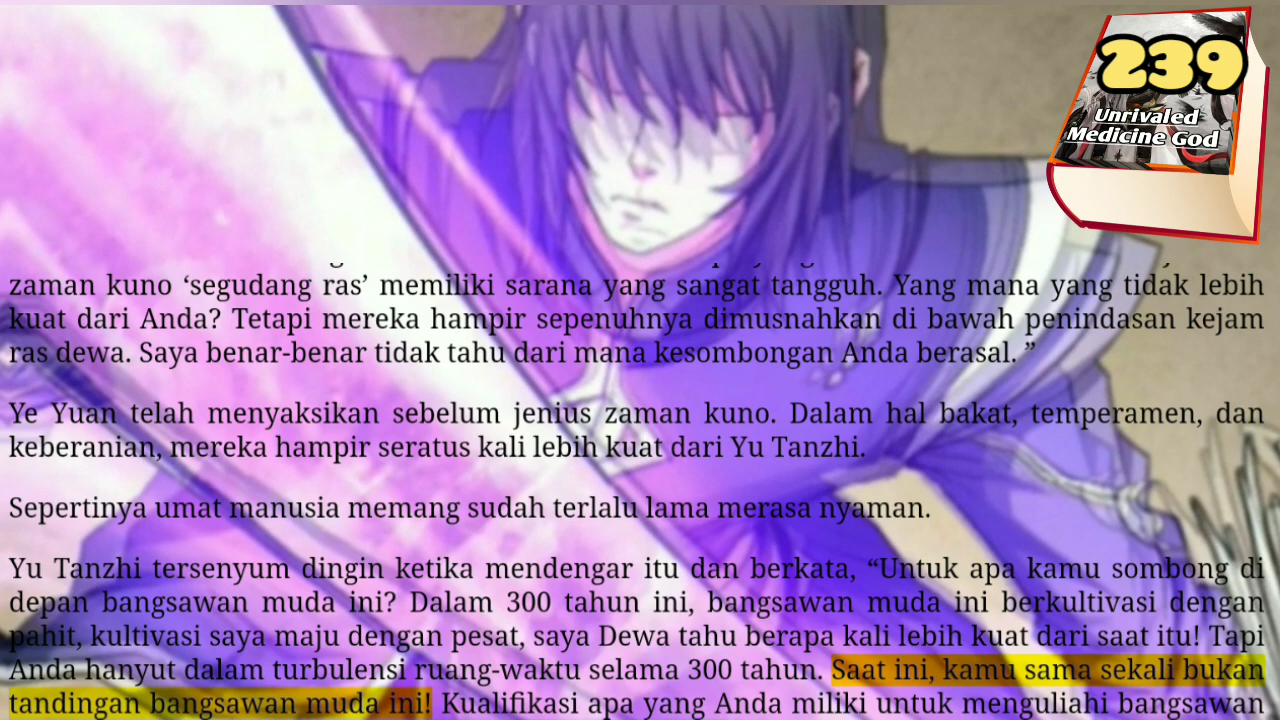 239
Unrivaled
Medicine God
zaman kuno ‘segudang ras’ memiliki sarana yang sangat tangguh. Yang mana yang tidak lebih
kuat dari Anda? Tetapi mereka hampir sepenuhnya dimusnahkan di bawah penindasan kejam
ras dewa. Saya benar-benar tidak tahu dari mana kesombongan Anda berasal. ”
Ye Yuan telah menyaksikan sebelum jenius zaman kuno. Dalam hal bakat, temperamen, dan
keberanian, mereka hampir seratus kali lebih kuat dari Yu Tanzhi.
Sepertinya umat manusia memang sudah terlalu lama merasa nyaman.
Yu Tanzhi tersenyum dingin ketika mendengar itu dan berkata, “Untuk apa kamu sombong di
depan bangsawan muda ini? Dalam 300 tahun ini, bangsawan muda ini berkultivasi dengan
pahit, kultivasi saya maju dengan pesat, saya Dewa tahu berapa kali lebih kuat dari saat itu! Tapi
Anda hanyut dalam turbulensi ruang-waktu selama 300 tahun. Saat ini, kamu sama sekali bukan
tandingan bangsawan muda ini! Kualifikasi apa yang Anda miliki untuk menguliahi bangsawan